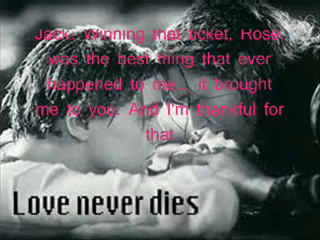 Jack: Winning that ticket, Rose,
was the best thing that ever
happened to me... it brought
me to you. And I'm thankful for
that
Love never dies